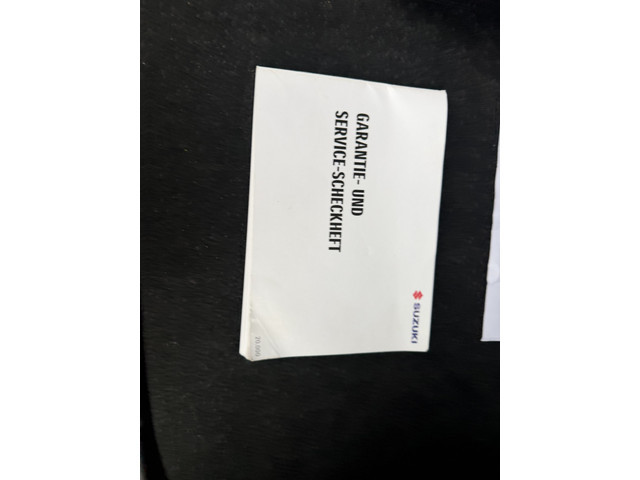 GARANTIE- UND
SERVICE-SCHECKHEFT
SUZUKI